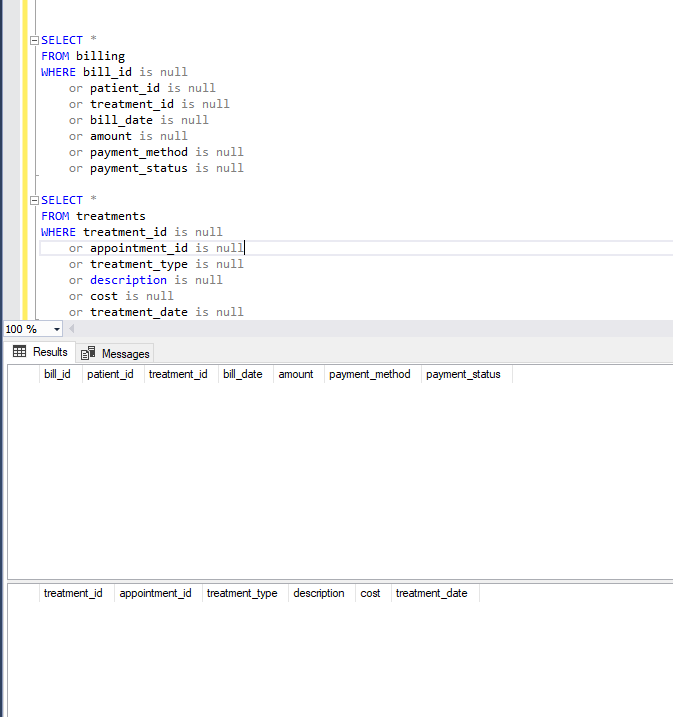 SELECT *
FROM billing
WHERE bill_id is null
or patient_id is null
or treatment_id is null
or bill_date is null
or amount is null
or payment_method is null
or payment_status is null
SELECT *
FROM treatments
WHERE treatment_id is null
or appointment_id is null
or treatment_type is null
or description is null
or cost is null
or treatment_date is null
100 %
Results Messages
bill_id patient_id treatment_id bill_date amount payment_method payment_status
treatment_id appointment_id treatment_type description cost treatment_date